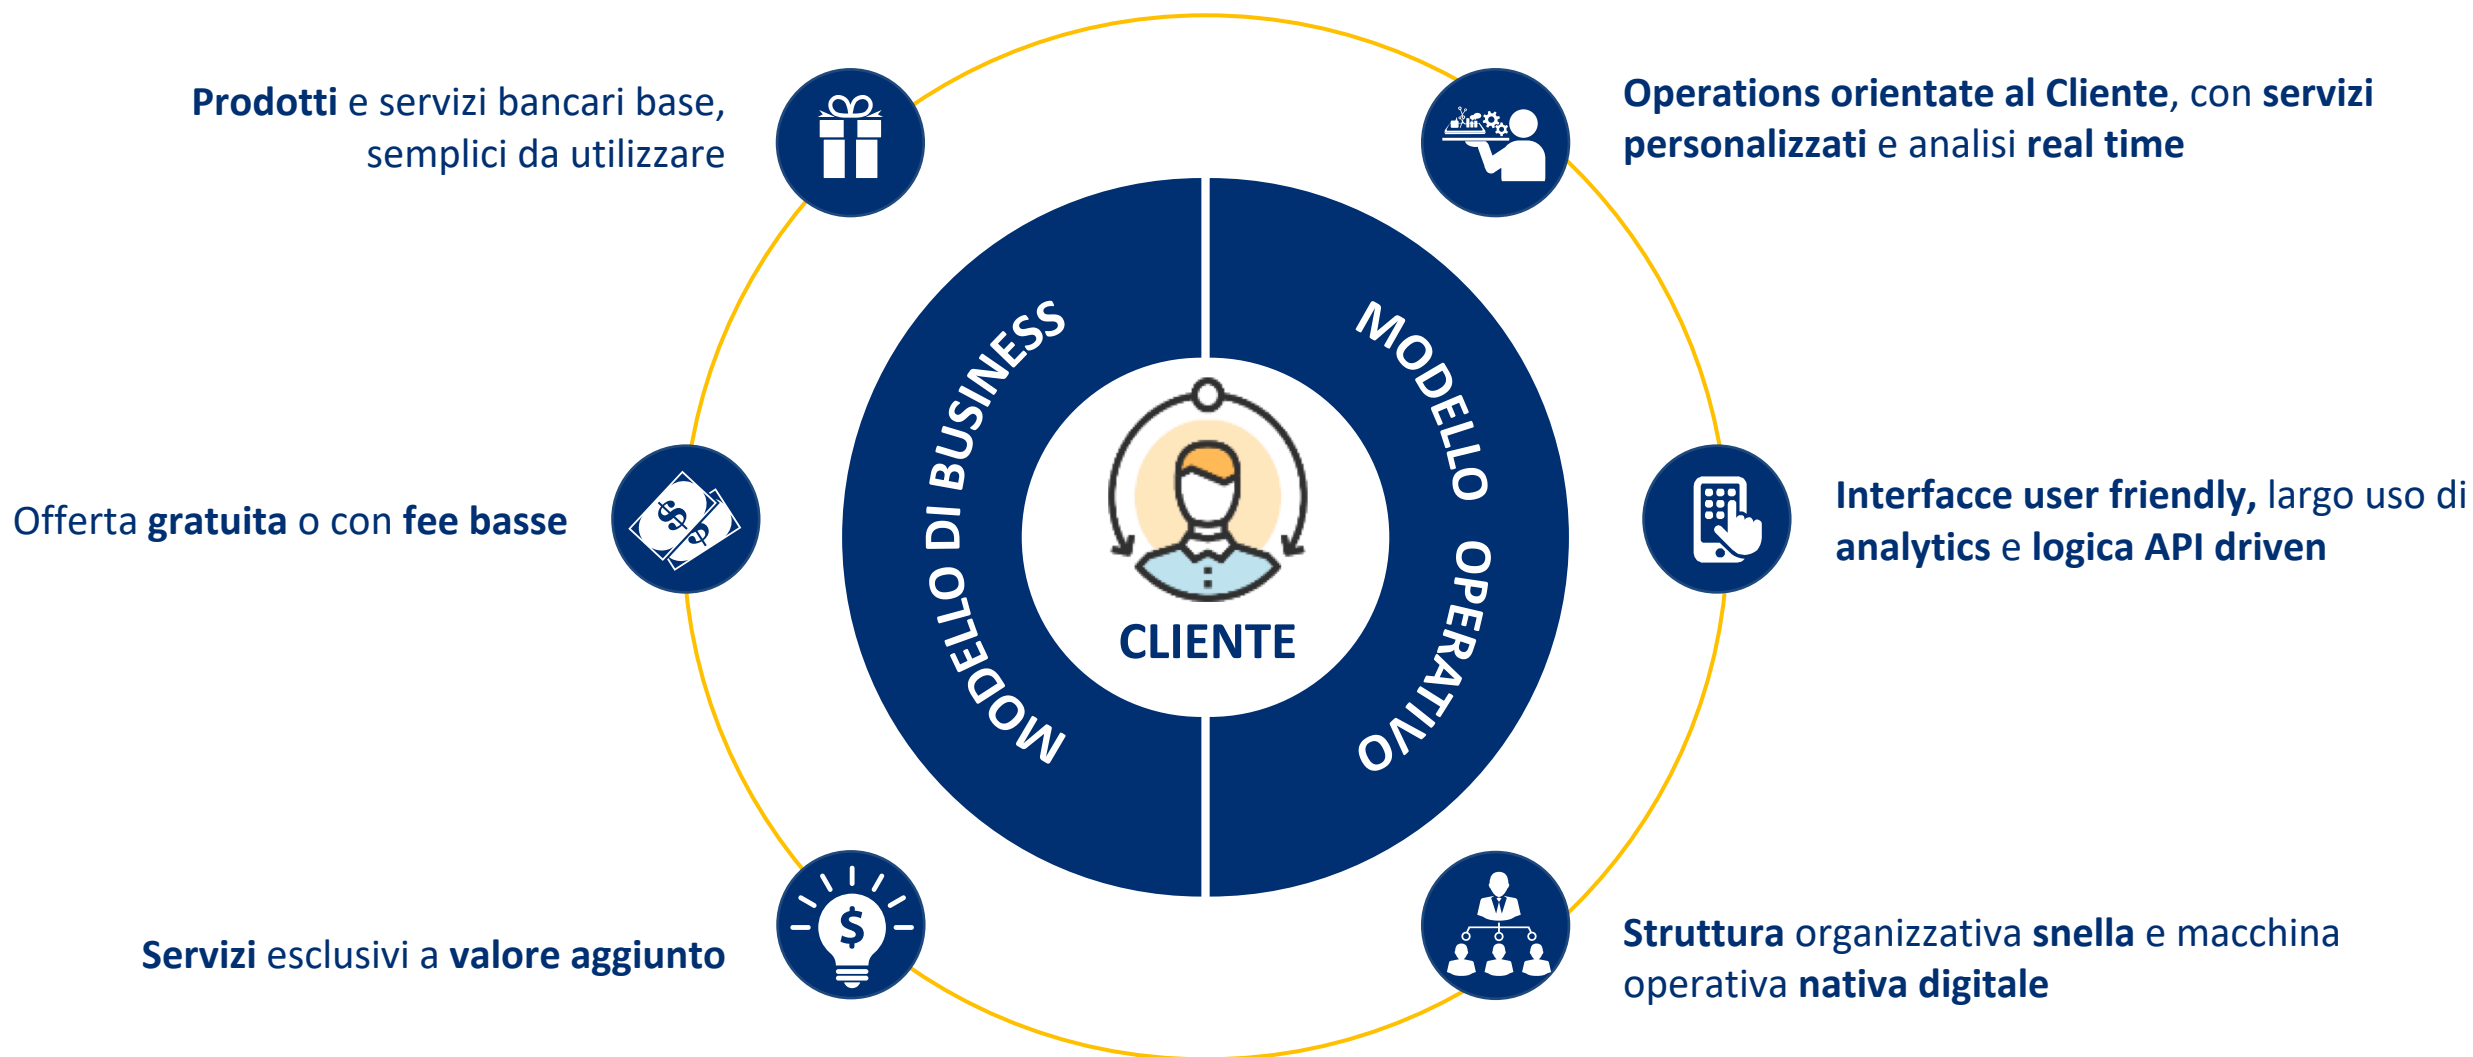 Prodotti e servizi bancari base,
semplici da utilizzare
Offerta gratuita o con fee basse
Servizi esclusivi a valore aggiunto
MODELLO DI BUSINESS
CLIENTE
MODELLO OPERATIVO
Operations orientate al Cliente, con servizi
personalizzati e analisi real time
Interfacce user friendly, largo uso di
analytics e logica API driven
Struttura organizzativa snella e macchina
operativa nativa digitale
$
$
$